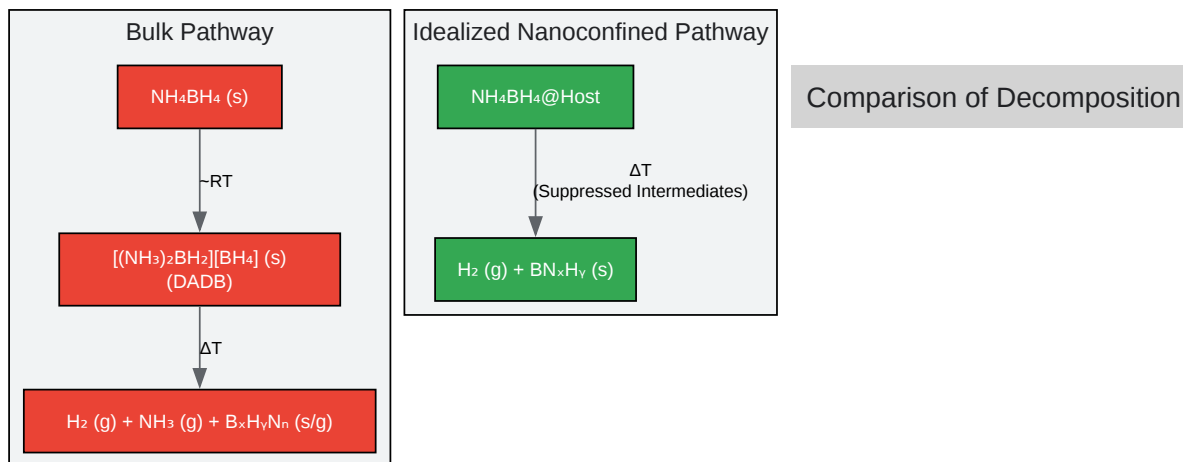 Bulk Pathway
NH₄BH₄ (s)
~RT
[(NH₃)₂BH₂][BH₄] (s)
(DADB)
ΔT
H₂ (g) + NH₃ (g) + BₓHᵧNₙ (s/g)
Idealized Nanoconfined Pathway
NH₄BH₄@Host
ΔT
(Suppressed Intermediates)
H₂ (g) + BNₓHᵧ (s)
Comparison of Decomposition